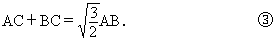 AC+BC=√(3/2)AB. ③